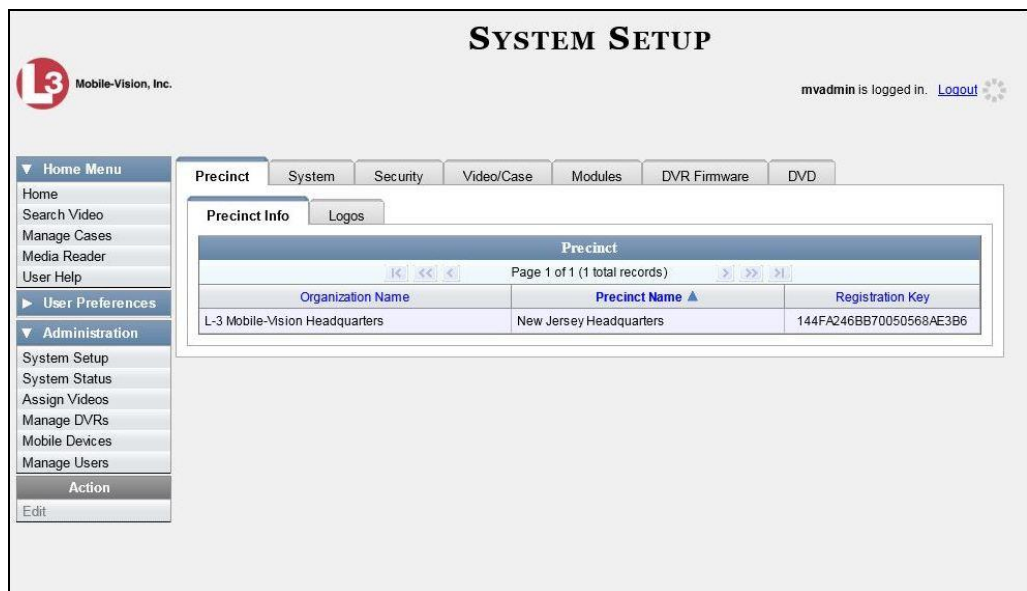 SYSTEM SETUP
L3 Mobile-Vision, Inc.
mvadmin is logged in. Logout
▼ Home Menu
Home
Search Video
Manage Cases
Media Reader
User Help
▶ User Preferences
▼ Administration
System Setup
System Status
Assign Videos
Manage DVRs
Mobile Devices
Manage Users
Action
Edit
Precinct System Security Video/Case Modules DVR Firmware DVD
Precinct Info Logos
Precinct
|< << < Page 1 of 1 (1 total records) > >> >|
Organization Name Precinct Name ▲ Registration Key
L-3 Mobile-Vision Headquarters New Jersey Headquarters 144FA246BB70050568AE3B6